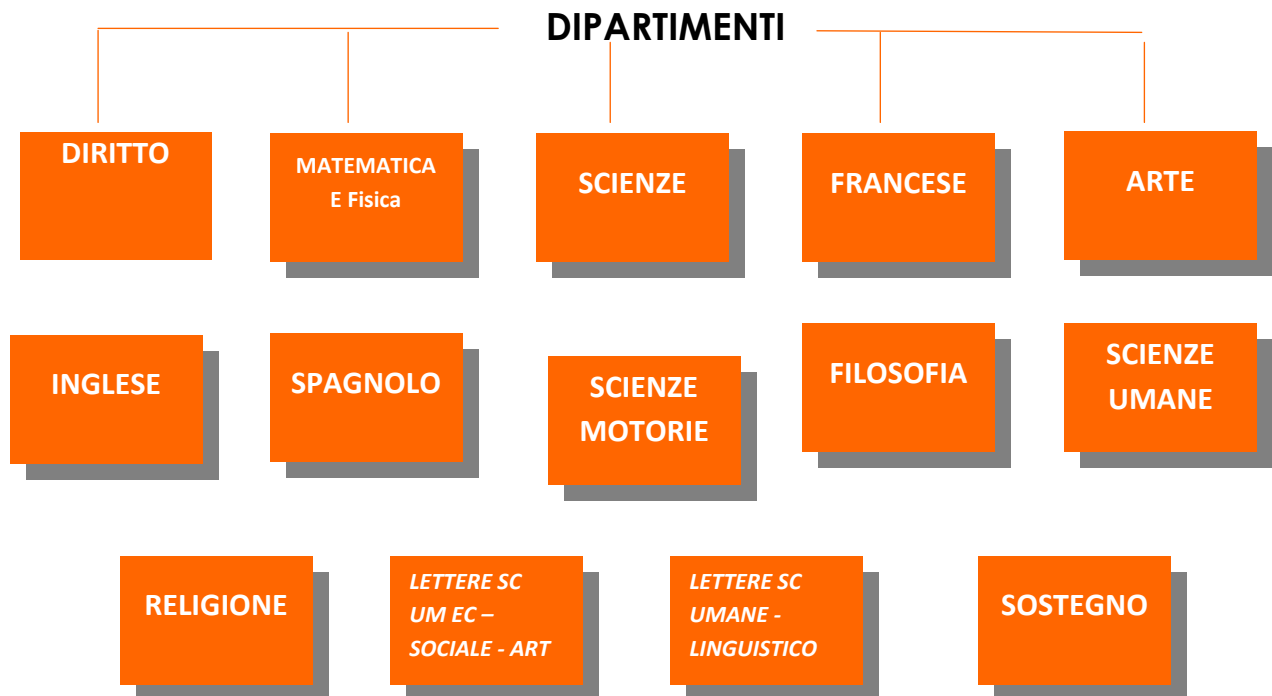 DIPARTIMENTI
DIRITTO
MATEMATICA
E Fisica
SCIENZE
FRANCESE
ARTE
INGLESE
SPAGNOLO
SCIENZE
MOTORIE
FILOSOFIA
SCIENZE
UMANE
RELIGIONE
LETTERE SC
UM EC –
SOCIALE - ART
LETTERE SC
UMANE -
LINGUISTICO
SOSTEGNO